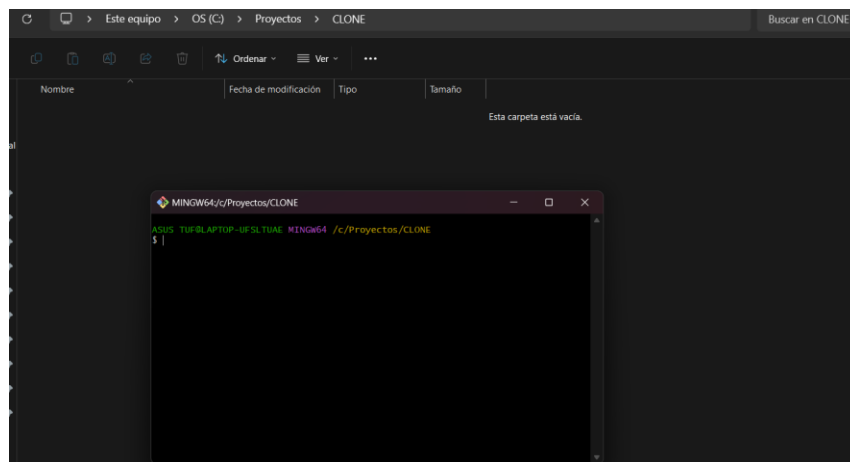 Este equipo > OS (C:) > Proyectos > CLONE
Buscar en CLONE
Ordenar Ver ...
Nombre Fecha de modificación Tipo Tamaño
Esta carpeta está vacía.
al
MINGW64:/c/Proyectos/CLONE
ASUS TUF@LAPTOP-UFSLTUAE MINGW64 /c/Proyectos/CLONE
$